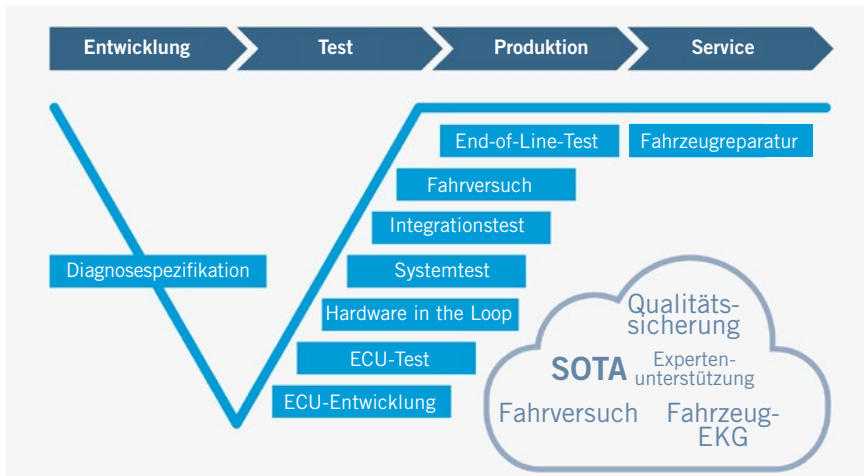 Entwicklung
Test
Produktion
Service
End-of-Line-Test
Fahrzeugreparatur
Fahrversuch
Integrationstest
Diagnosespezifikation
Systemtest
Hardware in the Loop
ECU-Test
ECU-Entwicklung
Qualitäts-
sicherung
SOTA
Experten-
unterstützung
Fahrversuch
Fahrzeug-
EKG